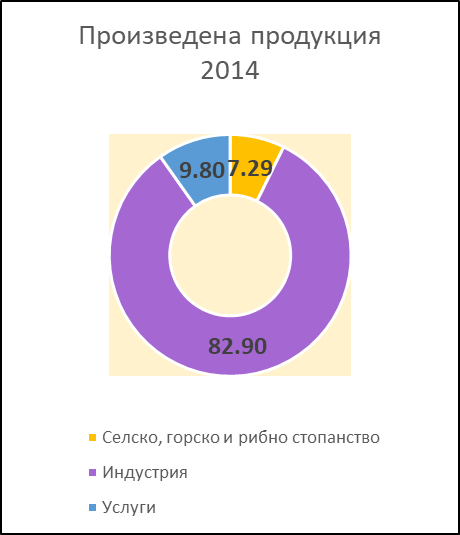 Произведена продукция
2014
9.80
7.29
82.90
Селско, горско и рибно стопанство
Индустрия
Услуги